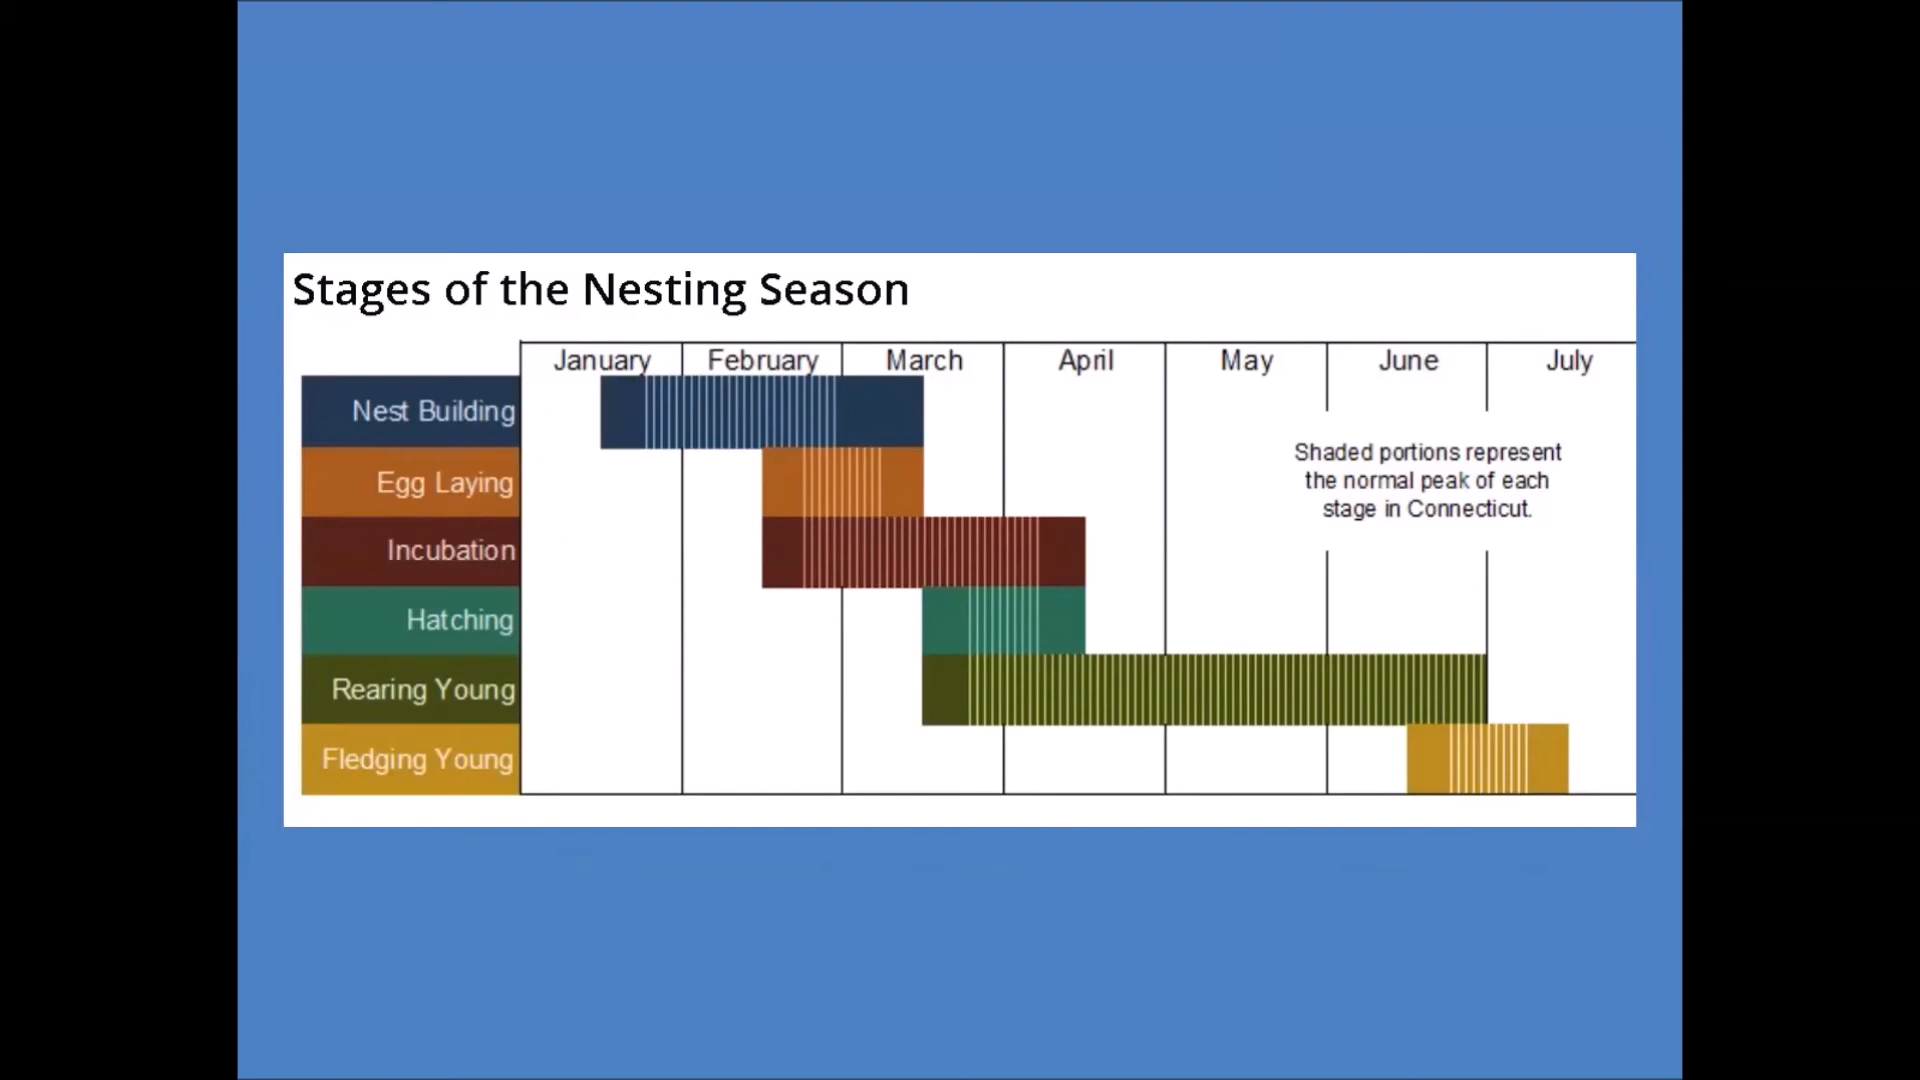 Stages of the Nesting Season
January February March April May June July
Nest Building
Egg Laying
Incubation
Hatching
Rearing Young
Fledging Young
Shaded portions represent
the normal peak of each
stage in Connecticut.